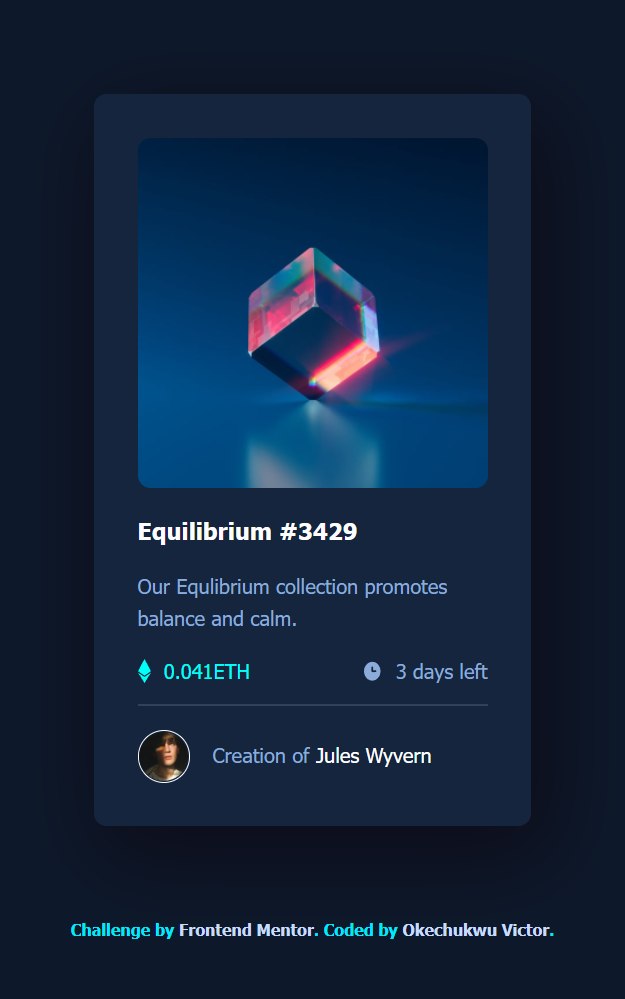 Equilibrium #3429
Our Equlibrium collection promotes
balance and calm.
0.041ETH 3 days left
Creation of Jules Wyvern
Challenge by Frontend Mentor. Coded by Okechukwu Victor.